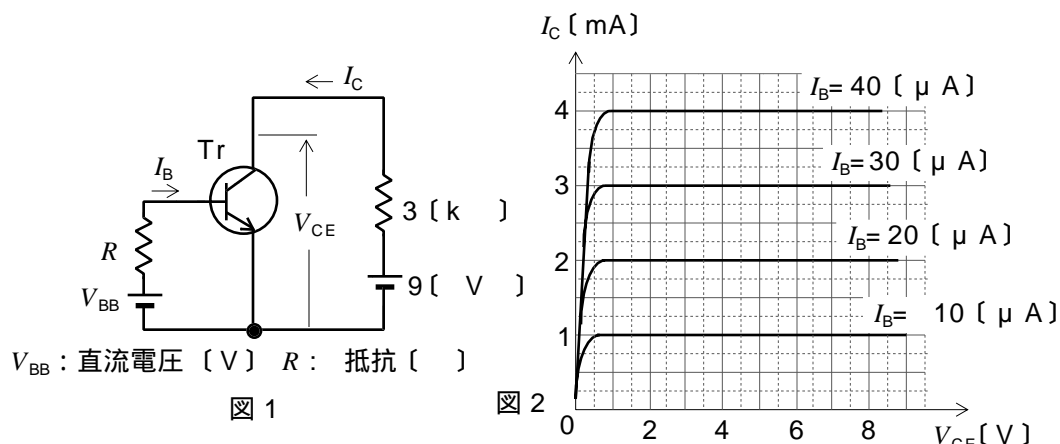 I_C
Tr
I_B
V_CE
3〔k　〕
R
V_BB
9〔 V 〕
V_BB：直流電圧〔V〕 R： 抵抗〔　〕
図 1
I_C〔mA〕
I_B= 40〔μ A〕
4
I_B= 30〔μ A〕
3
I_B= 20〔μ A〕
2
I_B= 10〔μ A〕
1
0 2 4 6 8
V_CE〔V〕
図 2